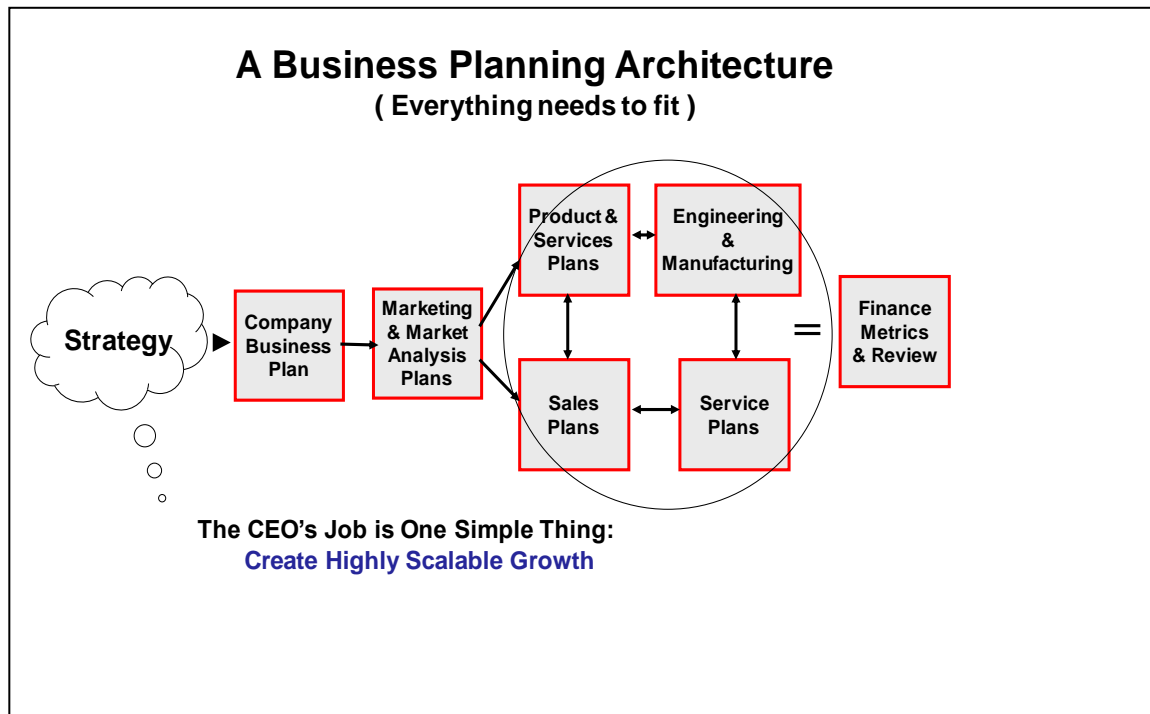 A Business Planning Architecture
( Everything needs to fit )
Strategy
Company
Business
Plan
Marketing
& Market
Analysis
Plans
Product &
Services
Plans
Engineering
&
Manufacturing
Sales
Plans
Service
Plans
=
Finance
Metrics
& Review
The CEO’s Job is One Simple Thing:
Create Highly Scalable Growth